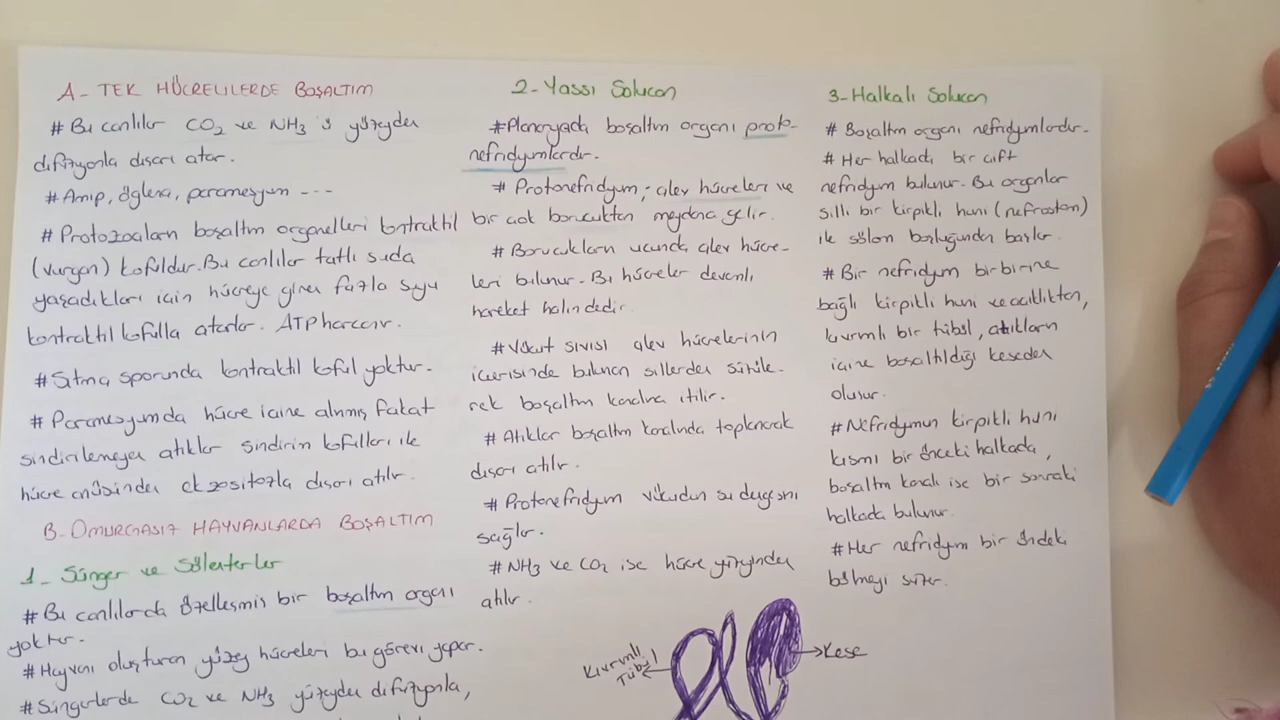 A- TEK HÜCRELİLERDE BOŞALTIM
# Bu canlılar CO2 ve NH3'ü yüzeyden
difüzyonla dışarı atar.
# Amip, öglena, paramesyum ---
# Protozoaların boşaltım organelleri kontraktil
(vurgan) kofuldur. Bu canlılar tatlı suda
yaşadıkları için hücreye giren fazla suyu
kontraktil kofulla atarlar. ATP harcanır.
# Sıtma sporunda kontraktil koful yoktur.
# Paramesyumda hücre içine alınmış fakat
sindirilemeyen atıklar sindirim kofulları ile
hücre anüsünden ekzositozla dışarı atılır.
B- OMURGASIZ HAYVANLARDA BOŞALTIM
1- Sünger ve Sölenterler
# Bu canlılarda özelleşmiş bir boşaltım organı
yoktur.
# Hayvanı oluşturan yüzey hücreleri bu görevi yapar.
# Süngerlerde CO2 ve NH3 yüzeyden difüzyonla,
2- Yassı Solucan
# Planaryada boşaltım organı proto-
nefridyumlardır.
# Protonefridyum; alev hücreleri ve
bir çok borucuktan meydana gelir.
# Borucukların ucunda alev hücre-
leri bulunur. Bu hücreler devamlı
hareket halindedir.
# Vücut sıvısı alev hücrelerinin
içerisinde bulunan sillerden süzüle-
rek boşaltım kanalına itilir.
# Atıklar boşaltım kanalında toplanarak
dışarı atılır.
# Protonefridyum vücudun su dengesini
sağlar.
# NH3 ve CO2 ise hücre yüzeyinden
atılır.
Kıvrımlı
Tübül
Kese
3- Halkalı Solucan
# Boşaltım organı nefridyumlardır.
# Her halkada bir çift
nefridyum bulunur. Bu organlar
silli bir kirpikli huni (nefrostom)
ile sölom boşluğundan başlar.
# Bir nefridyum birbirine
bağlı kirpikli huni ve açıklıktan,
kıvrımlı bir tübül, atıkların
içine boşaltıldığı keseden
oluşur.
# Nefridyumun kirpikli huni
kısmı bir önceki halkada,
boşaltım kanalı ise bir sonraki
halkada bulunur.
# Her nefridyum bir öndeki
bölmeyi süzer.